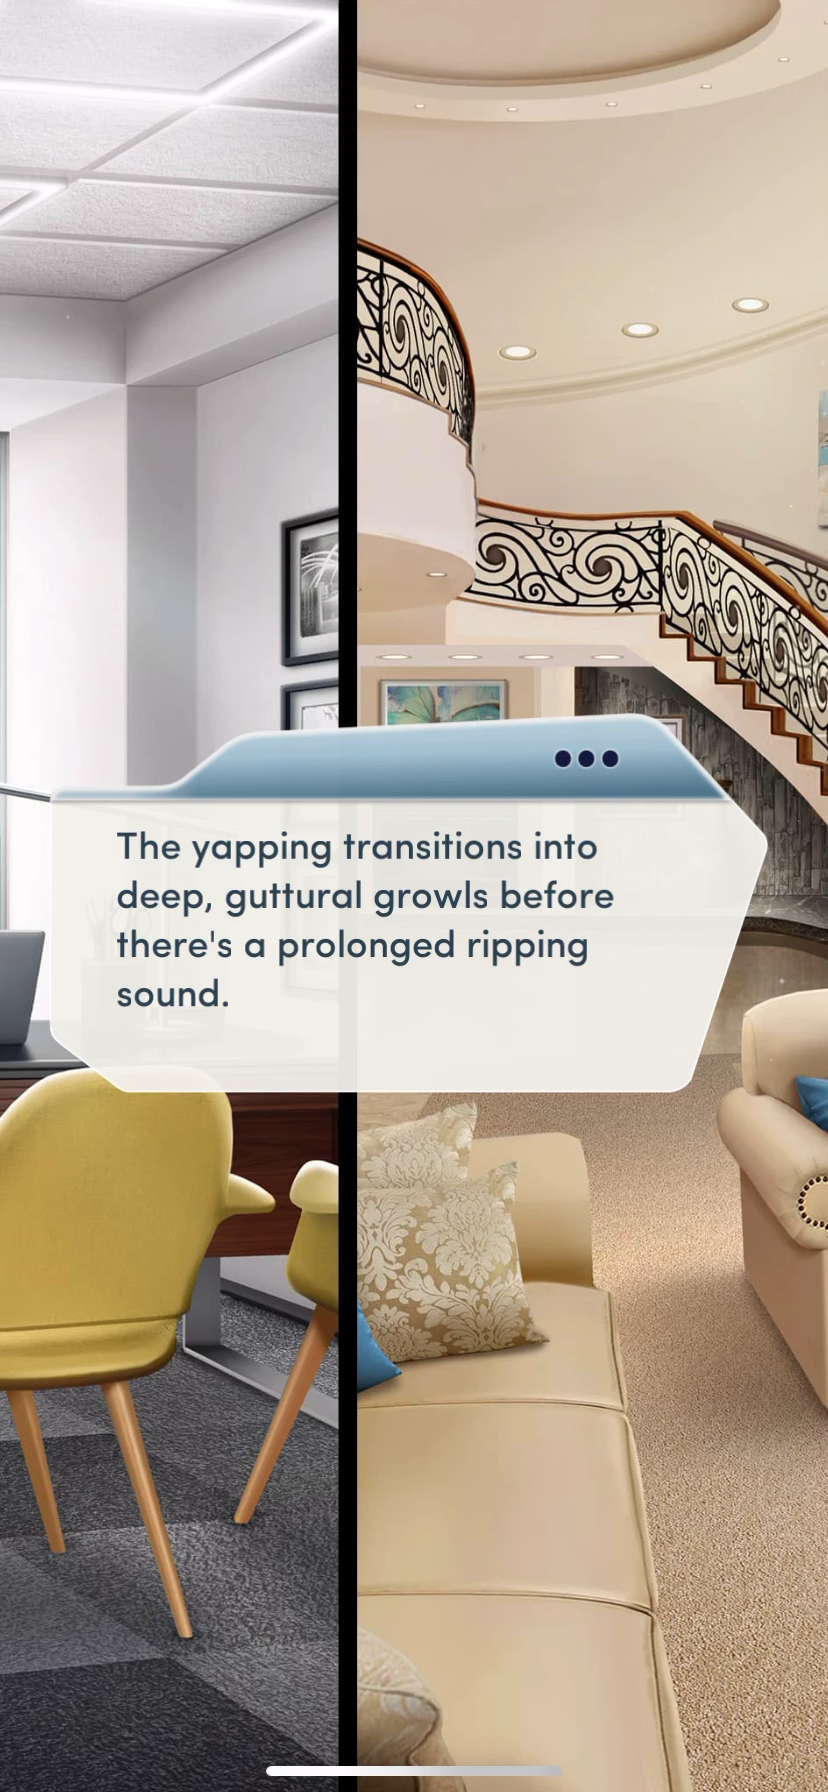 The yapping transitions into
deep, guttural growls before
there's a prolonged ripping
sound.